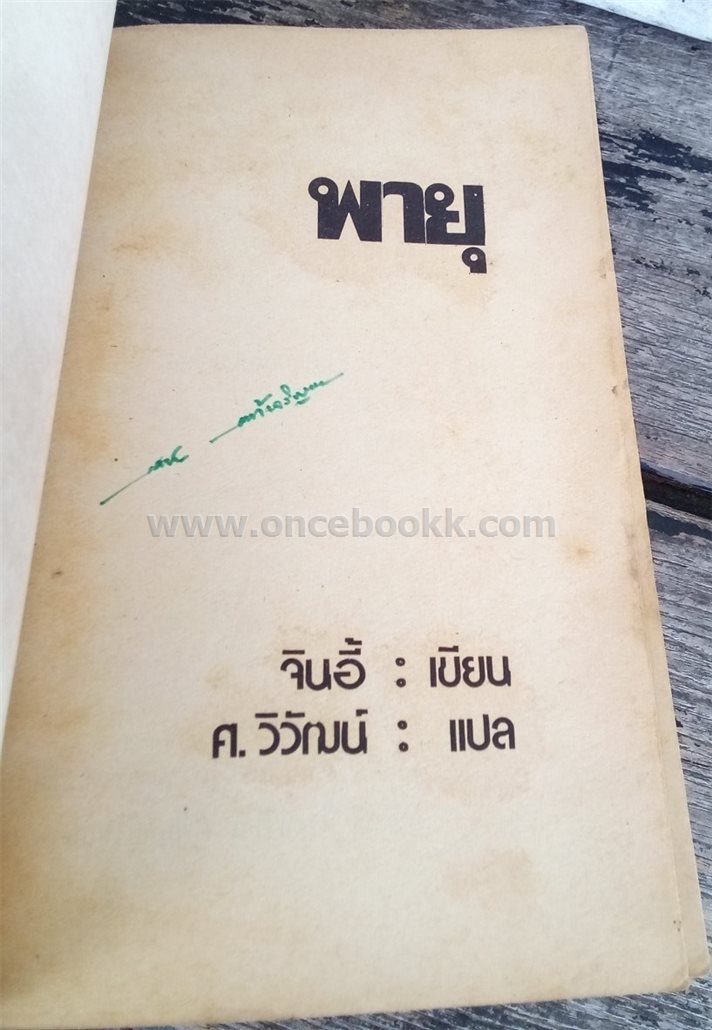 พายุ
www.oncebookk.com
จินอี้ : เขียน
ศ. วิวัฒน์ : แปล